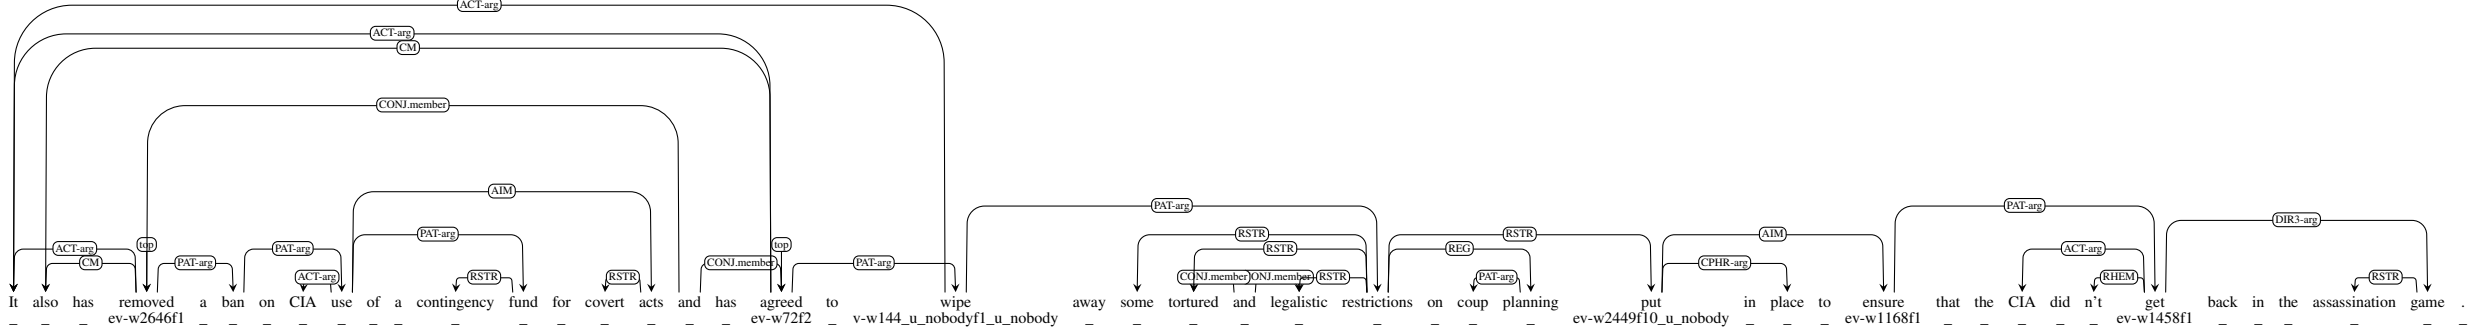 ACT-arg
ACT-arg
CM
CONJ.member
AIM
PAT-arg PAT-arg
DIR3-arg
PAT-arg RSTR RSTR AIM
ACT-arg top PAT-arg top RSTR REG ACT-arg
CM PAT-arg CONJ.member PAT-arg CPHR-arg
ACT-arg RSTR RSTR CONJ.member ONJ.member RSTR PAT-arg RHEM RSTR
It also has removed a ban on CIA use of a contingency fund for covert acts and has agreed to wipe away some tortured and legalistic restrictions on coup planning put in place to ensure that the CIA did n't get back in the assassination game .
_ _ _ ev-w2646f1 _ _ _ _ _ _ _ _ _ _ _ _ _ _ ev-w72f2 _ v-w144_u_nobodyf1_u_nobody _ _ _ _ _ _ _ _ _ ev-w2449f10_u_nobody _ _ _ ev-w1168f1 _ _ _ _ _ ev-w1458f1 _ _ _ _ _ _